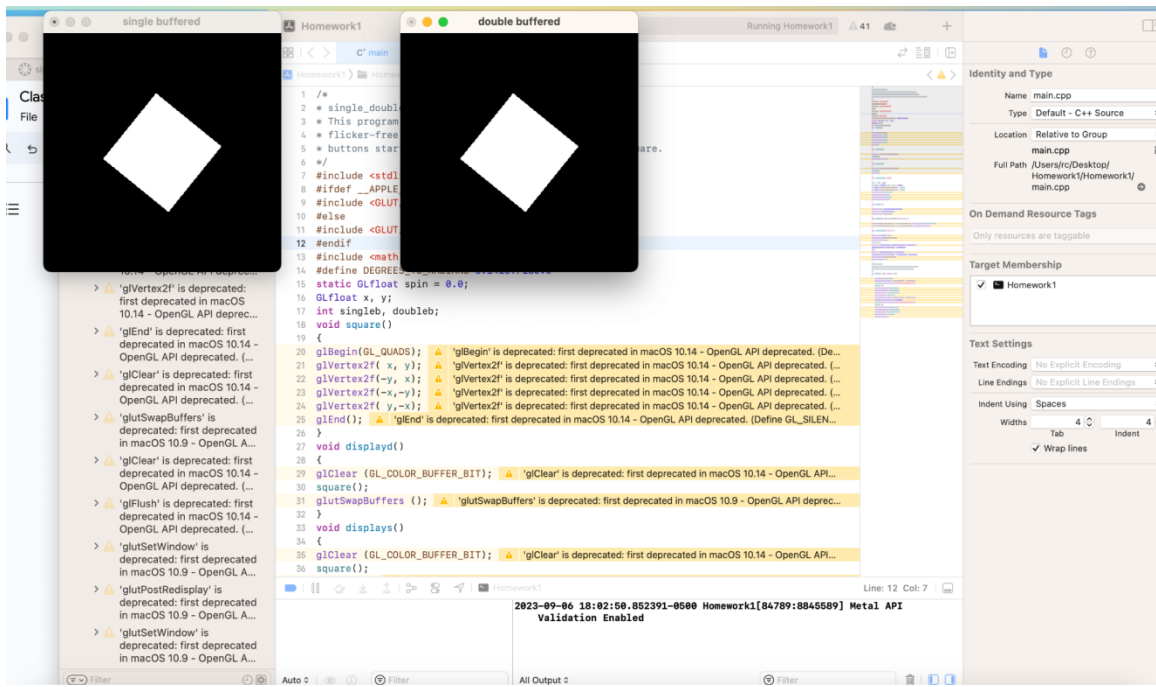 single buffered
double buffered
Homework1
Running Homework1
41
main
Homework1
Clas
File
1 /*
2 * single_doubl
3 * This program
4 * flicker-free
5 * buttons star
are.
6 */
7 #include <stdl
8 #ifdef __APPLE_
9 #include <GLUT
10 #else
11 #include <GLUT
12 #endif
13 #include <math
14 #define
15 static GLfloat spin = 0.0;
16 GLfloat x, y;
17 int singleb, doubleb;
18 void square()
19 {
20 glBegin(GL_QUADS); 'glBegin' is deprecated: first deprecated in macOS 10.14 - OpenGL API deprecated. (De...
21 glVertex2f( x, y); 'glVertex2f' is deprecated: first deprecated in macOS 10.14 - OpenGL API deprecated. (...
22 glVertex2f(-y, x); 'glVertex2f' is deprecated: first deprecated in macOS 10.14 - OpenGL API deprecated. (...
23 glVertex2f(-x,-y); 'glVertex2f' is deprecated: first deprecated in macOS 10.14 - OpenGL API deprecated. (...
24 glVertex2f( y,-x); 'glVertex2f' is deprecated: first deprecated in macOS 10.14 - OpenGL API deprecated. (...
25 glEnd(); 'glEnd' is deprecated: first deprecated in macOS 10.14 - OpenGL API deprecated. (Define GL_SILEN...
26 }
27 void displayd()
28 {
29 glClear (GL_COLOR_BUFFER_BIT); 'glClear' is deprecated: first deprecated in macOS 10.14 - OpenGL API...
30 square();
31 glutSwapBuffers (); 'glutSwapBuffers' is deprecated: first deprecated in macOS 10.9 - OpenGL API deprec...
32 }
33 void displays()
34 {
35 glClear (GL_COLOR_BUFFER_BIT); 'glClear' is deprecated: first deprecated in macOS 10.14 - OpenGL API...
36 square();
10.14 - OpenGL API deprec...
'glVertex2f' is deprecated:
first deprecated in macOS
10.14 - OpenGL API deprec...
'glEnd' is deprecated: first
deprecated in macOS 10.14 -
OpenGL API deprecated. (...
'glClear' is deprecated: first
deprecated in macOS 10.14 -
OpenGL API deprecated. (...
'glutSwapBuffers' is
deprecated: first deprecated
in macOS 10.9 - OpenGL A...
'glClear' is deprecated: first
deprecated in macOS 10.14 -
OpenGL API deprecated. (...
'glFlush' is deprecated: first
deprecated in macOS 10.14 -
OpenGL API deprecated. (...
'glutSetWindow' is
deprecated: first deprecated
in macOS 10.9 - OpenGL A...
'glutPostRedisplay' is
deprecated: first deprecated
in macOS 10.9 - OpenGL A...
'glutSetWindow' is
deprecated: first deprecated
in macOS 10.9 - OpenGL A...
Filter
Homework1
Line: 12 Col: 7
2023-09-06 18:02:50.852391-0500 Homework1[84789:8845589] Metal API
Validation Enabled
Auto
Filter
All Output
Filter
Identity and Type
Name main.cpp
Type Default - C++ Source
Location Relative to Group
main.cpp
Full Path /Users/rc/Desktop/
Homework1/Homework1/
main.cpp
On Demand Resource Tags
Only resources are taggable
Target Membership
Homework1
Text Settings
Text Encoding No Explicit Encoding
Line Endings No Explicit Line Endings
Indent Using Spaces
Widths 4 4
Tab Indent
Wrap lines